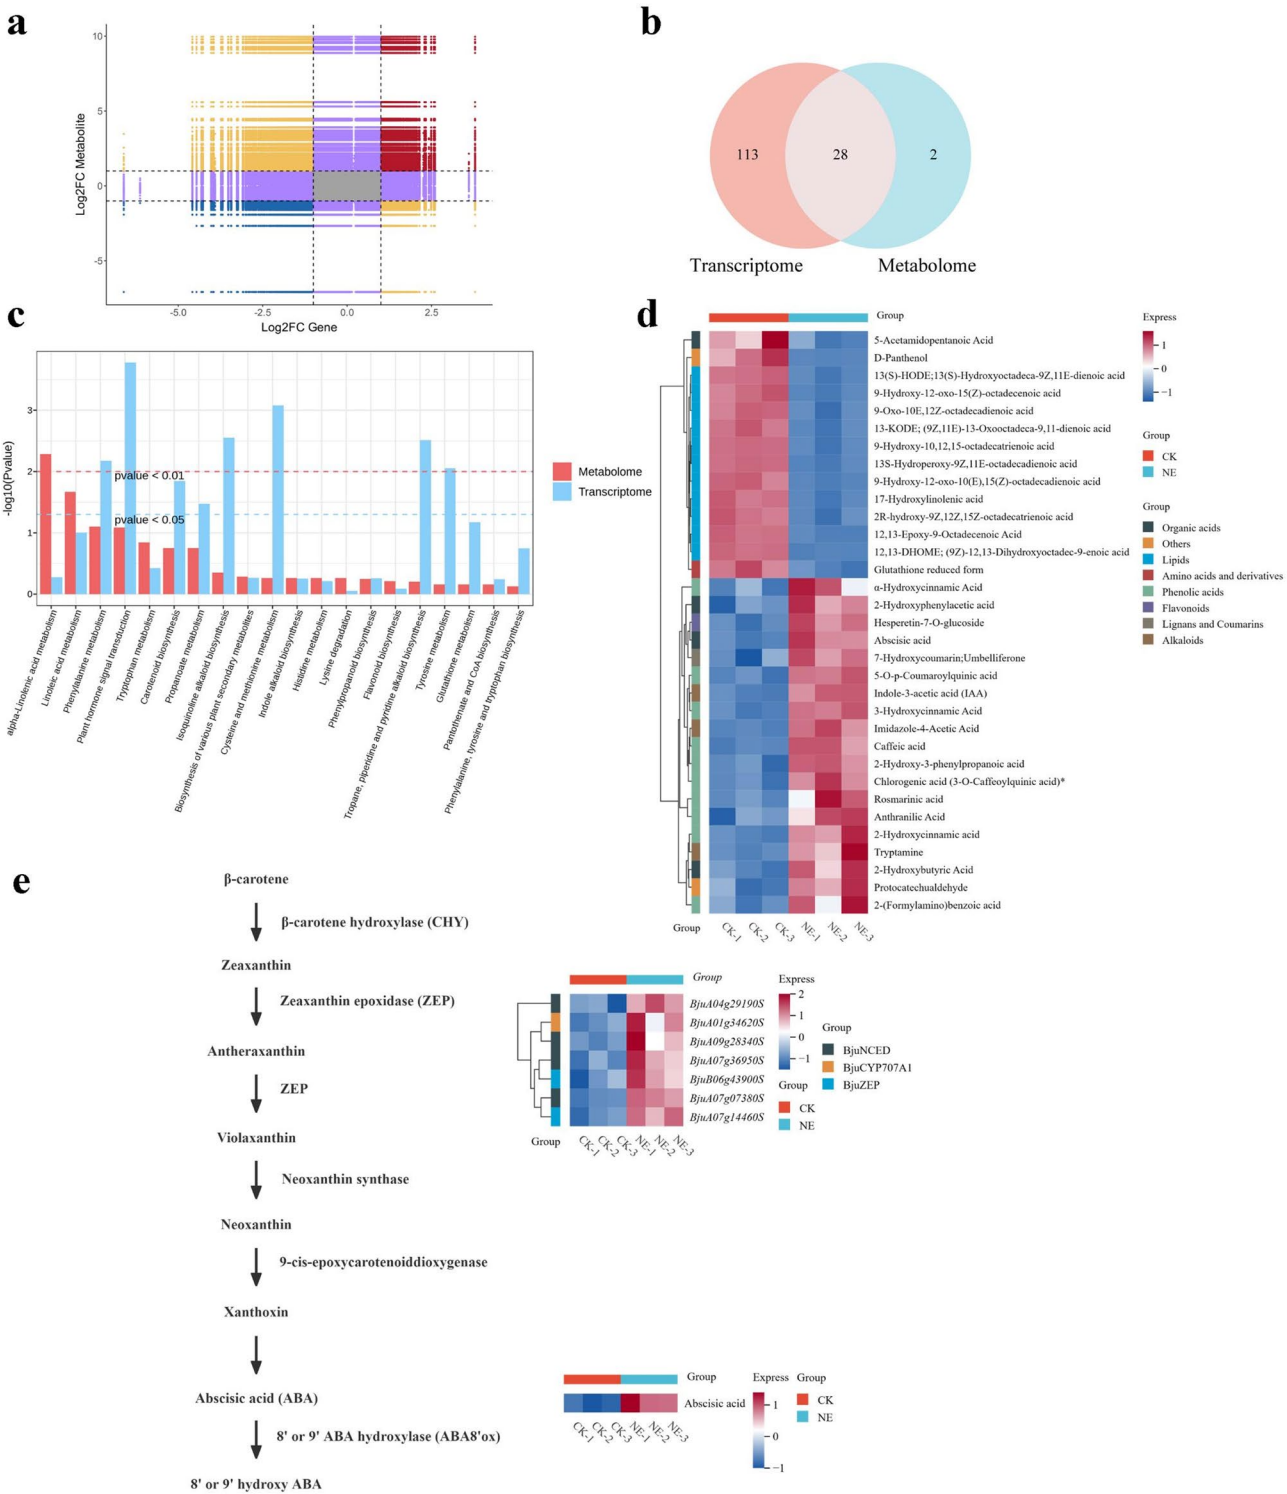 a
10
5
0
-5
Log2FC Metabolite
-5.0
-2.5
0.0
2.5
Log2FC Gene
b
113
28
2
Transcriptome
Metabolome
c
-log10(Pvalue)
3
2
1
0
pvalue < 0.01
pvalue < 0.05
Metabolome
Transcriptome
alpha-Linolenic acid metabolism
Linoleic acid metabolism
Phenylalanine metabolism
Plant hormone signal transduction
Tryptophan metabolism
Carotenoid biosynthesis
Propanoate metabolism
Isoquinoline alkaloid biosynthesis
Biosynthesis of various plant secondary metabolites
Cysteine and methionine metabolism
Indole alkaloid biosynthesis
Histidine metabolism
Lysine degradation
Phenylpropanoid biosynthesis
Flavonoid biosynthesis
Tropane, piperidine and pyridine alkaloid biosynthesis
Tyrosine metabolism
Glutathione metabolism
Pantothenate and CoA biosynthesis
Phenylalanine, tyrosine and tryptophan biosynthesis
d
Group
5-Acetamidopentanoic Acid
D-Panthenol
13(S)-HODE;13(S)-Hydroxyoctadeca-9Z,11E-dienoic acid
9-Hydroxy-12-oxo-15(Z)-octadecenoic acid
9-Oxo-10E,12Z-octadecadienoic acid
13-KODE; (9Z,11E)-13-Oxooctadeca-9,11-dienoic acid
9-Hydroxy-10,12,15-octadecatrienoic acid
13S-Hydroperoxy-9Z,11E-octadecadienoic acid
9-Hydroxy-12-oxo-10(E),15(Z)-octadecadienoic acid
17-Hydroxylinolenic acid
2R-hydroxy-9Z,12Z,15Z-octadecatrienoic acid
12,13-Epoxy-9-Octadecenoic Acid
12,13-DHOME; (9Z)-12,13-Dihydroxyoctadec-9-enoic acid
Glutathione reduced form
α-Hydroxycinnamic Acid
2-Hydroxyphenylacetic acid
Hesperetin-7-O-glucoside
Abscisic acid
7-Hydroxycoumarin;Umbelliferone
5-O-p-Coumaroylquinic acid
Indole-3-acetic acid (IAA)
3-Hydroxycinnamic Acid
Imidazole-4-Acetic Acid
Caffeic acid
2-Hydroxy-3-phenylpropanoic acid
Chlorogenic acid (3-O-Caffeoylquinic acid)*
Rosmarinic acid
Anthranilic Acid
2-Hydroxycinnamic acid
Tryptamine
2-Hydroxybutyric Acid
Protocatechualdehyde
2-(Formylamino)benzoic acid
Group
CK-1
CK-2
CK-3
NE-1
NE-2
NE-3
Express
1
0
−1
Group
CK
NE
Group
Organic acids
Others
Lipids
Amino acids and derivatives
Phenolic acids
Flavonoids
Lignans and Coumarins
Alkaloids
e
β-carotene
β-carotene hydroxylase (CHY)
Zeaxanthin
Zeaxanthin epoxidase (ZEP)
Antheraxanthin
ZEP
Violaxanthin
Neoxanthin synthase
Neoxanthin
9-cis-epoxycarotenoiddioxygenase
Xanthoxin
Abscisic acid (ABA)
8' or 9' ABA hydroxylase (ABA8'ox)
8' or 9' hydroxy ABA
Group
BjuA04g29190S
BjuA01g34620S
BjuA09g28340S
BjuA07g36950S
BjuB06g43900S
BjuA07g07380S
BjuA07g14460S
Group
CK-1
CK-2
CK-3
NE-1
NE-2
NE-3
Express
2
1
0
−1
Group
CK
NE
Group
BjuNCED
BjuCYP707A1
BjuZEP
Group
Abscisic acid
CK-1
CK-2
CK-3
NE-1
NE-2
NE-3
Express
1
0
−1
Group
CK
NE